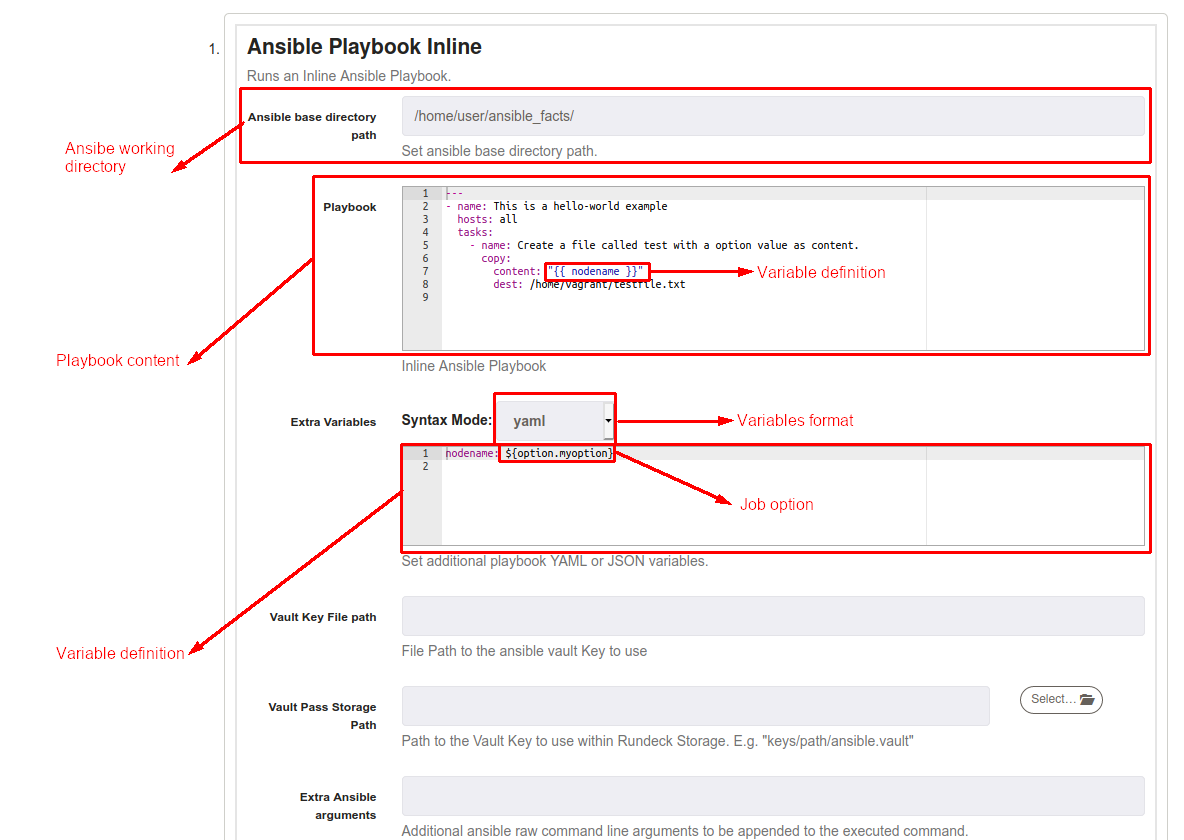 1.
Ansible Playbook Inline
Runs an Inline Ansible Playbook.
Ansible base directory
path
/home/user/ansible_facts/
Set ansible base directory path.
Ansibe working
directory
Playbook
1 ---
2 - name: This is a hello-world example
3 hosts: all
4 tasks:
5 - name: Create a file called test with a option value as content.
6 copy:
7 content: "{{ nodename }}"
8 dest: /home/vagrant/testfile.txt
9
Variable definition
Playbook content
Inline Ansible Playbook
Extra Variables
Syntax Mode: yaml
Variables format
1 nodename: ${option.myoption}
2
Job option
Set additional playbook YAML or JSON variables.
Variable definition
Vault Key File path
File Path to the ansible vault Key to use
Vault Pass Storage
Path
Select...
Path to the Vault Key to use within Rundeck Storage. E.g. "keys/path/ansible.vault"
Extra Ansible
arguments
Additional ansible raw command line arguments to be appended to the executed command.